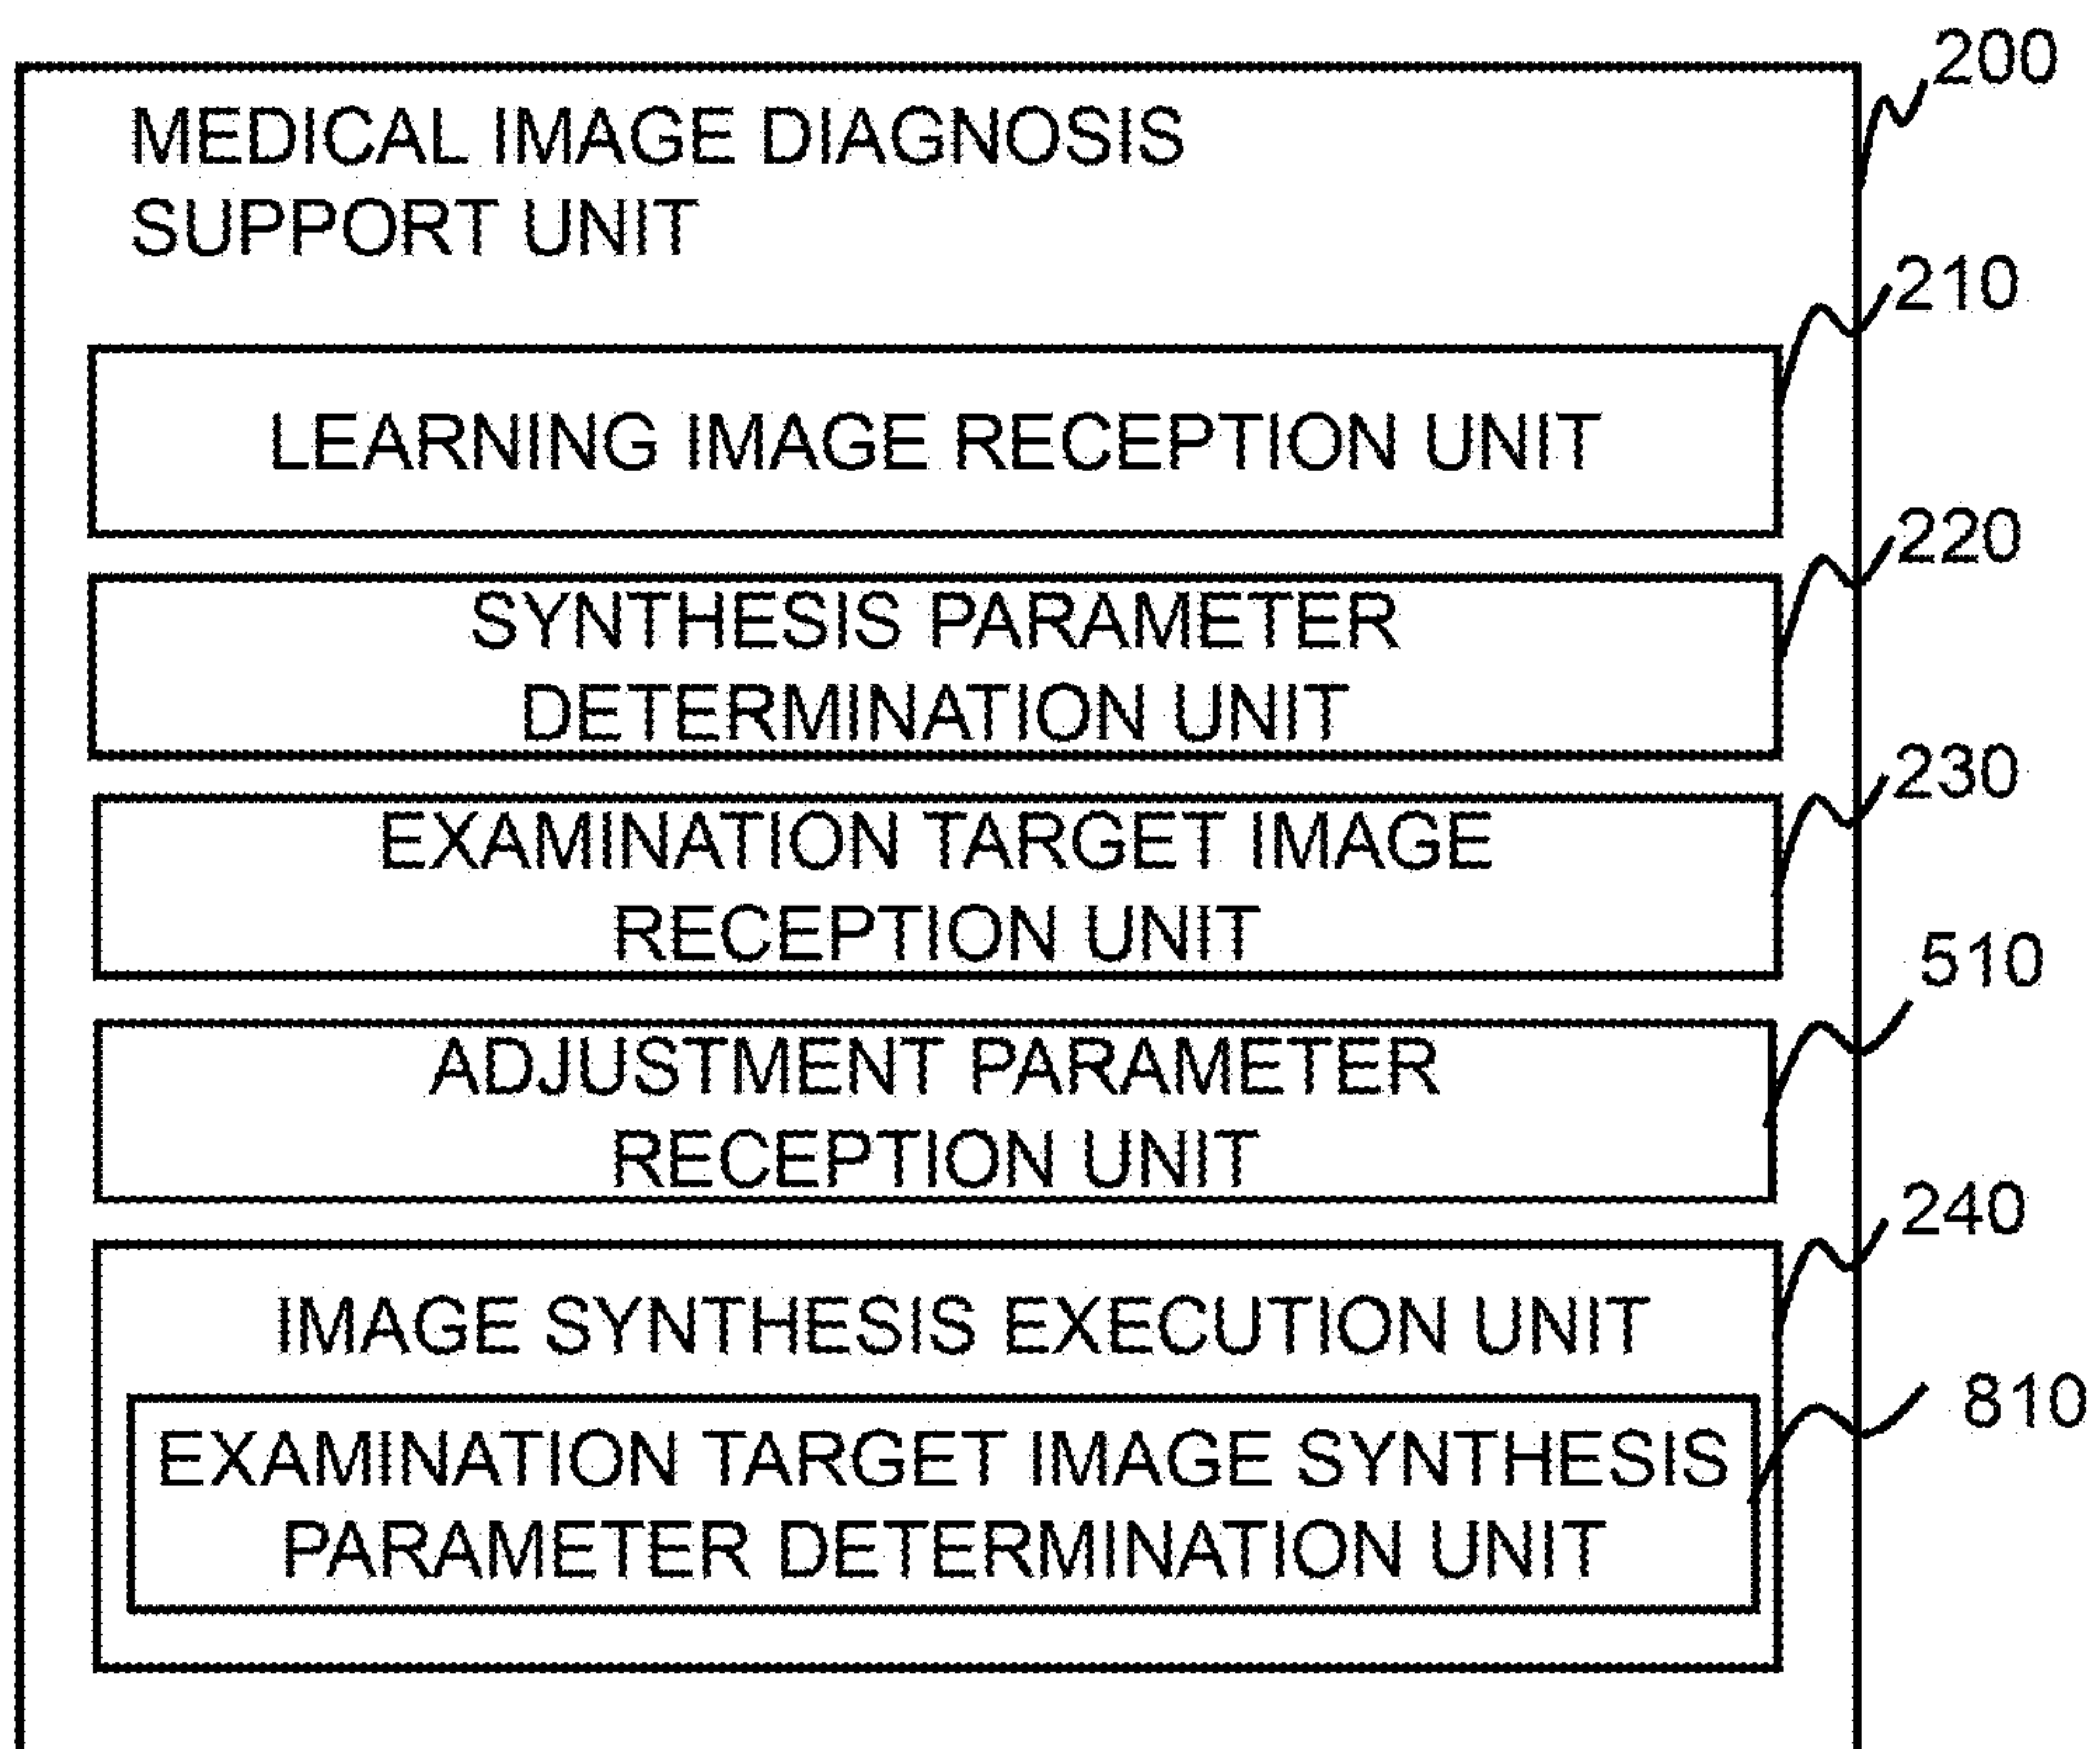 200
MEDICAL IMAGE DIAGNOSIS
SUPPORT UNIT
210
LEARNING IMAGE RECEPTION UNIT
220
SYNTHESIS PARAMETER
DETERMINATION UNIT
230
EXAMINATION TARGET IMAGE
RECEPTION UNIT
510
ADJUSTMENT PARAMETER
RECEPTION UNIT
240
IMAGE SYNTHESIS EXECUTION UNIT
810
EXAMINATION TARGET IMAGE SYNTHESIS
PARAMETER DETERMINATION UNIT